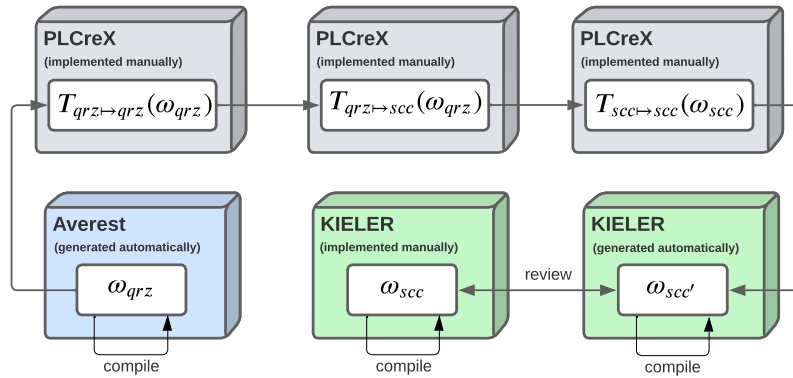 PLCreX
(implemented manually)
T_{qrz↦qrz}(ω_{qrz})
PLCreX
(implemented manually)
T_{qrz↦scc}(ω_{qrz})
PLCreX
(implemented manually)
T_{scc↦scc}(ω_{scc})
Averest
(generated automatically)
ω_{qrz}
compile
KIELER
(implemented manually)
ω_{scc}
compile
review
KIELER
(generated automatically)
ω_{scc'}
compile